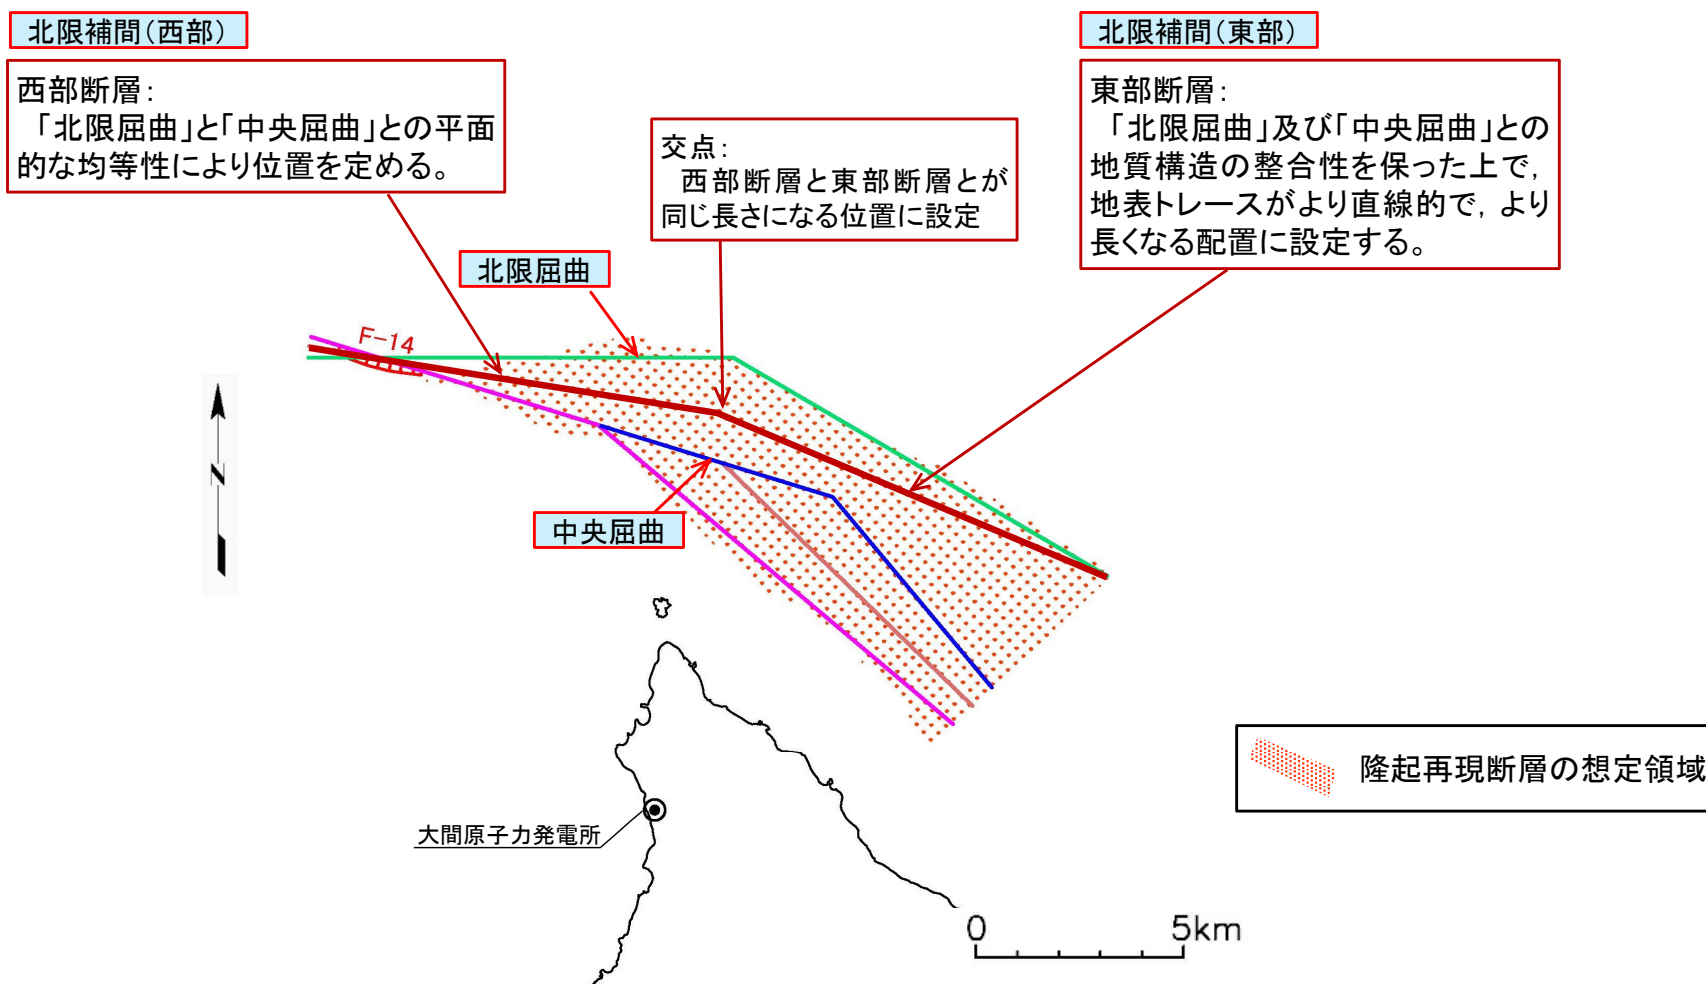 北限補間(西部)
西部断層:
「北限屈曲」と「中央屈曲」との平面
的な均等性により位置を定める。
交点:
西部断層と東部断層とが
同じ長さになる位置に設定
北限補間(東部)
東部断層:
「北限屈曲」及び「中央屈曲」との
地質構造の整合性を保った上で,
地表トレースがより直線的で, より
長くなる配置に設定する。
北限屈曲
F-14
N
中央屈曲
隆起再現断層の想定領域
大間原子力発電所
0 5km